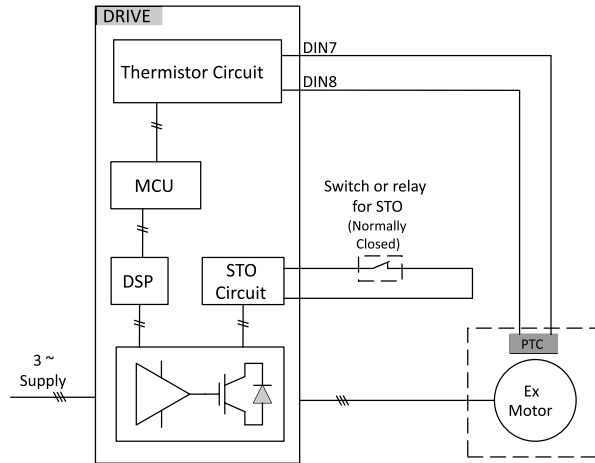 DRIVE
Thermistor Circuit
DIN7
DIN8
MCU
Switch or relay
for STO
(Normally
Closed)
DSP
STO
Circuit
3 ~
Supply
PTC
Ex
Motor